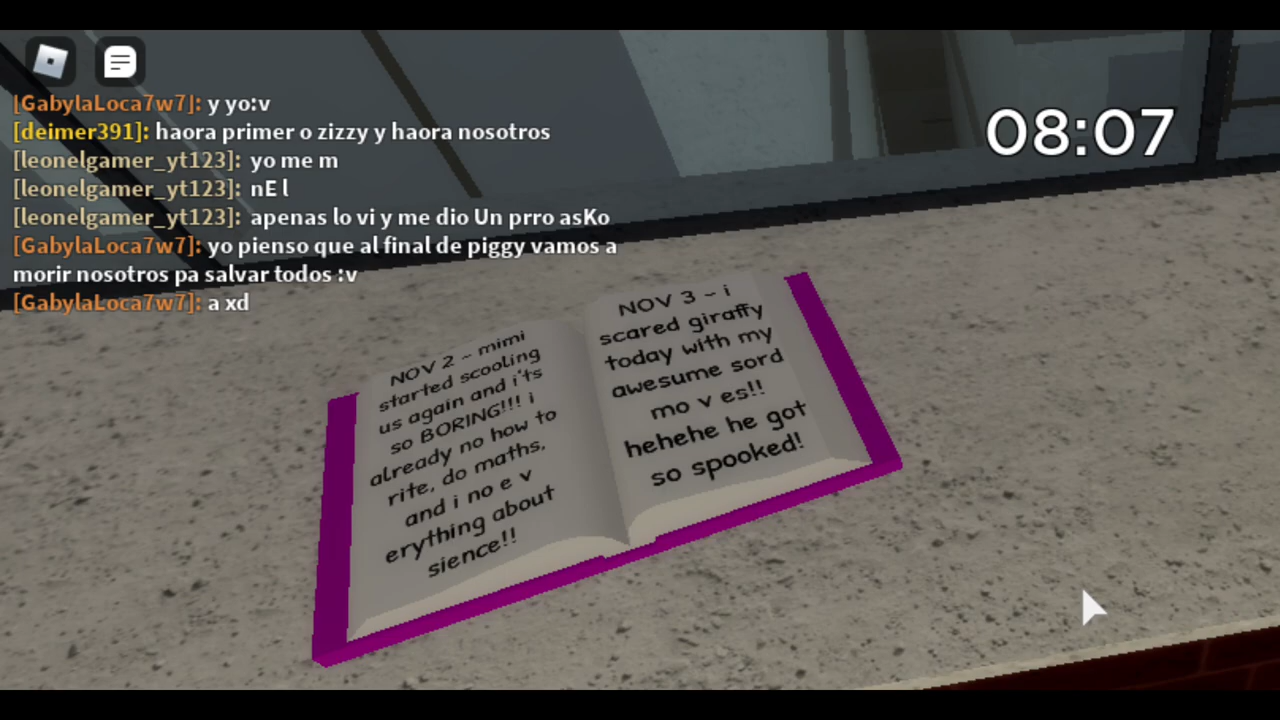 [GabylaLoca7w7]: y yo:v
[deimer391]: haora primer o zizzy y haora nosotros
[leonelgamer_yt123]: yo me m
[leonelgamer_yt123]: nE l
[leonelgamer_yt123]: apenas lo vi y me dio Un prro asKo
[GabylaLoca7w7]: yo pienso que al final de piggy vamos a
morir nosotros pa salvar todos :v
[GabylaLoca7w7]: a xd
08:07
NOV 2 - mimi
started scooling
us again and i'ts
so BORING!!! i
already no how to
rite, do maths,
and i no e v
erything about
sience!!
NOV 3 - i
scared giraffy
today with my
awesume sord
mo v es!!
hehehe he got
so spooked!